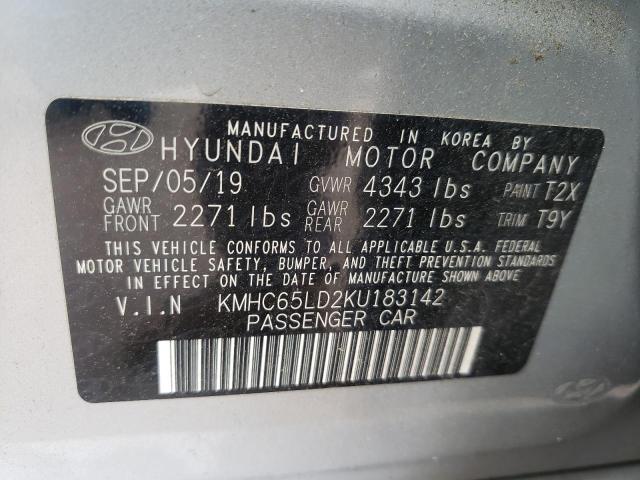 MANUFACTURED IN KOREA BY
HYUNDAI MOTOR COMPANY
SEP/05/19 GVWR 4343 lbs PAINT T2X
GAWR FRONT 2271 lbs GAWR REAR 2271 lbs TRIM T9Y
THIS VEHICLE CONFORMS TO ALL APPLICABLE U.S.A. FEDERAL
MOTOR VEHICLE SAFETY, BUMPER, AND THEFT PREVENTION STANDARDS
IN EFFECT ON THE DATE OF MANUFACTURE SHOWN ABOVE.
V.I.N KMHC65LD2KU183142
PASSENGER CAR